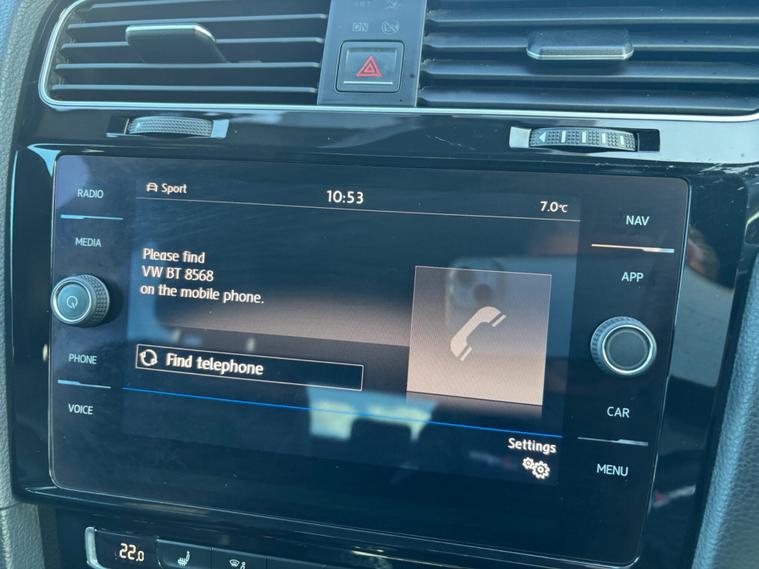 RADIO
MEDIA
PHONE
VOICE
Sport
10:53
7.0°C
Please find
VW BT 8568
on the mobile phone.
Find telephone
Settings
NAV
APP
CAR
MENU
22.0